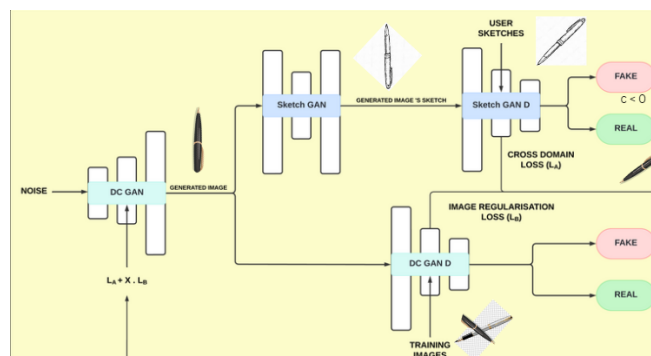 USER
SKETCHES
Sketch GAN
GENERATED IMAGE 'S SKETCH
Sketch GAN D
FAKE
c < 0
REAL
CROSS DOMAIN
LOSS (LA)
NOISE
DC GAN
GENERATED IMAGE
IMAGE REGULARISATION
LOSS (LB)
DC GAN D
FAKE
REAL
LA + X . LB
TRAINING
IMAGES